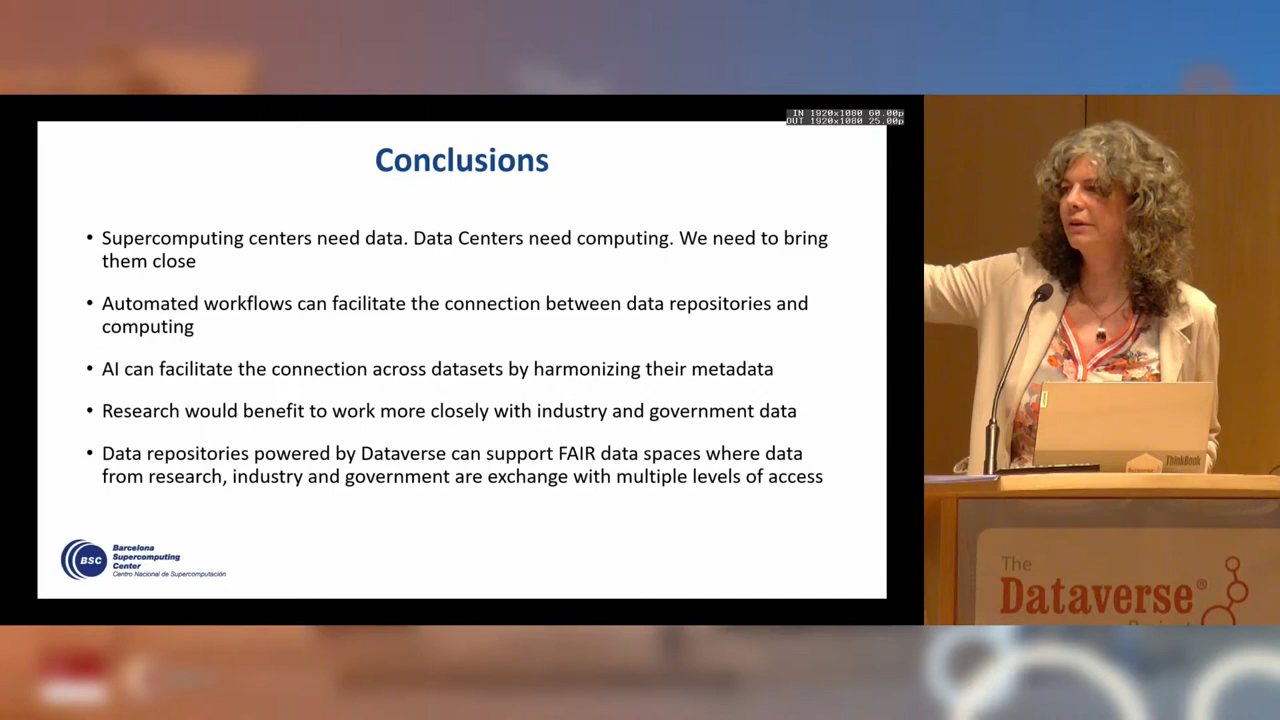 IN 1920x1080 60.00p
OUT 1920x1080 25.00p
Conclusions
• Supercomputing centers need data. Data Centers need computing. We need to bring
them close
• Automated workflows can facilitate the connection between data repositories and
computing
• AI can facilitate the connection across datasets by harmonizing their metadata
• Research would benefit to work more closely with industry and government data
• Data repositories powered by Dataverse can support FAIR data spaces where data
from research, industry and government are exchange with multiple levels of access
BSC
Barcelona
Supercomputing
Center
Centro Nacional de Supercomputación
ThinkBook
The
Dataverse®
Project